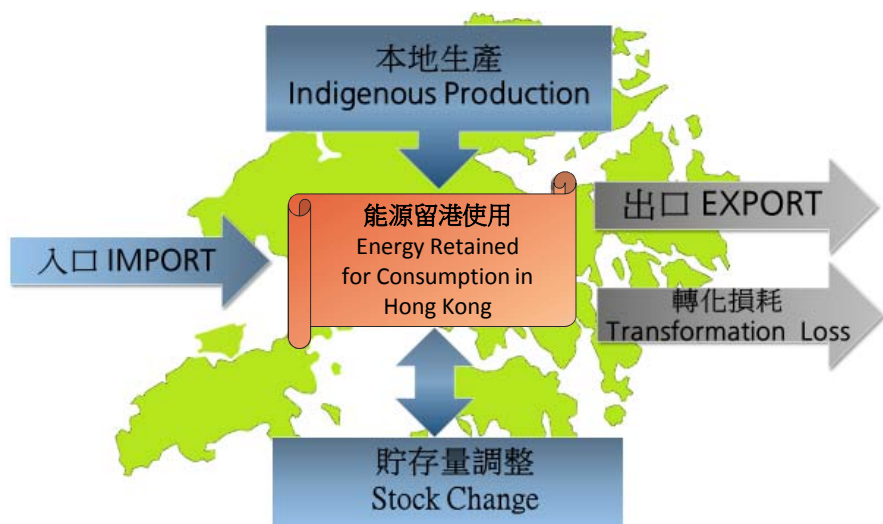 本地生產
Indigenous Production
能源留港使用
Energy Retained
for Consumption in
Hong Kong
入口 IMPORT
出口 EXPORT
轉化損耗
Transformation Loss
貯存量調整
Stock Change